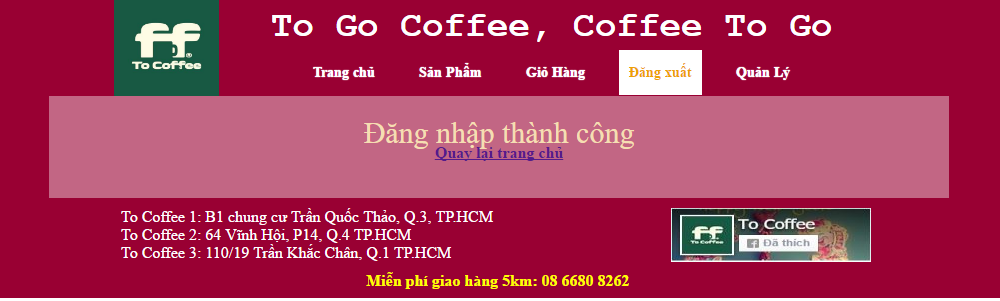 To Go Coffee, Coffee To Go
ff®
To Coffee
Trang chủ Sản Phẩm Giỏ Hàng Đăng xuất Quản Lý
Đăng nhập thành công
Quay lại trang chủ
To Coffee 1: B1 chung cư Trần Quốc Thảo, Q.3, TP.HCM
To Coffee 2: 64 Vĩnh Hội, P14, Q.4 TP.HCM
To Coffee 3: 110/19 Trần Khắc Chân, Q.1 TP.HCM
ff
To Coffee
To Coffee
Đã thích
Miễn phí giao hàng 5km: 08 6680 8262